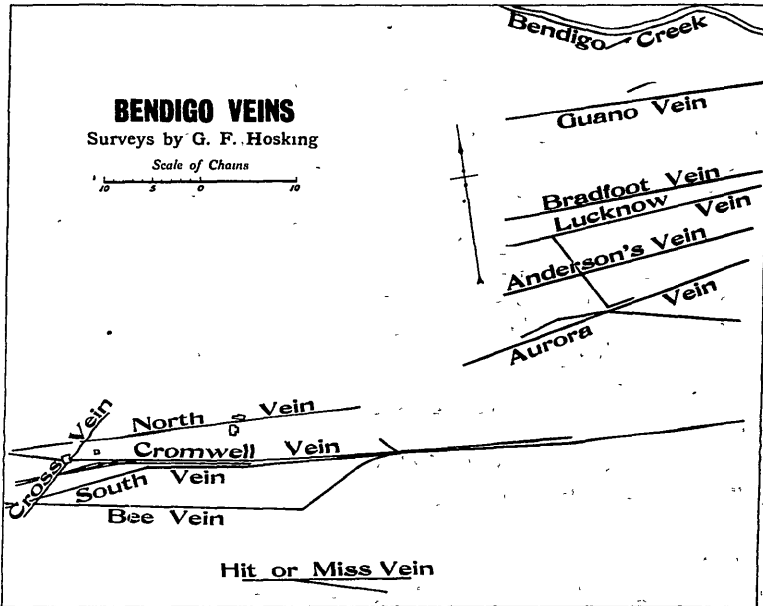 Bendigo Creek
BENDIGO VEINS
Surveys by G. F. Hosking
Scale of Chains
10 5 0 10
Guano Vein
Bradfoot Vein
Lucknow Vein
Anderson's Vein
Aurora Vein
Cross Vein
North Vein
Cromwell Vein
South Vein
Bee Vein
Hit or Miss Vein